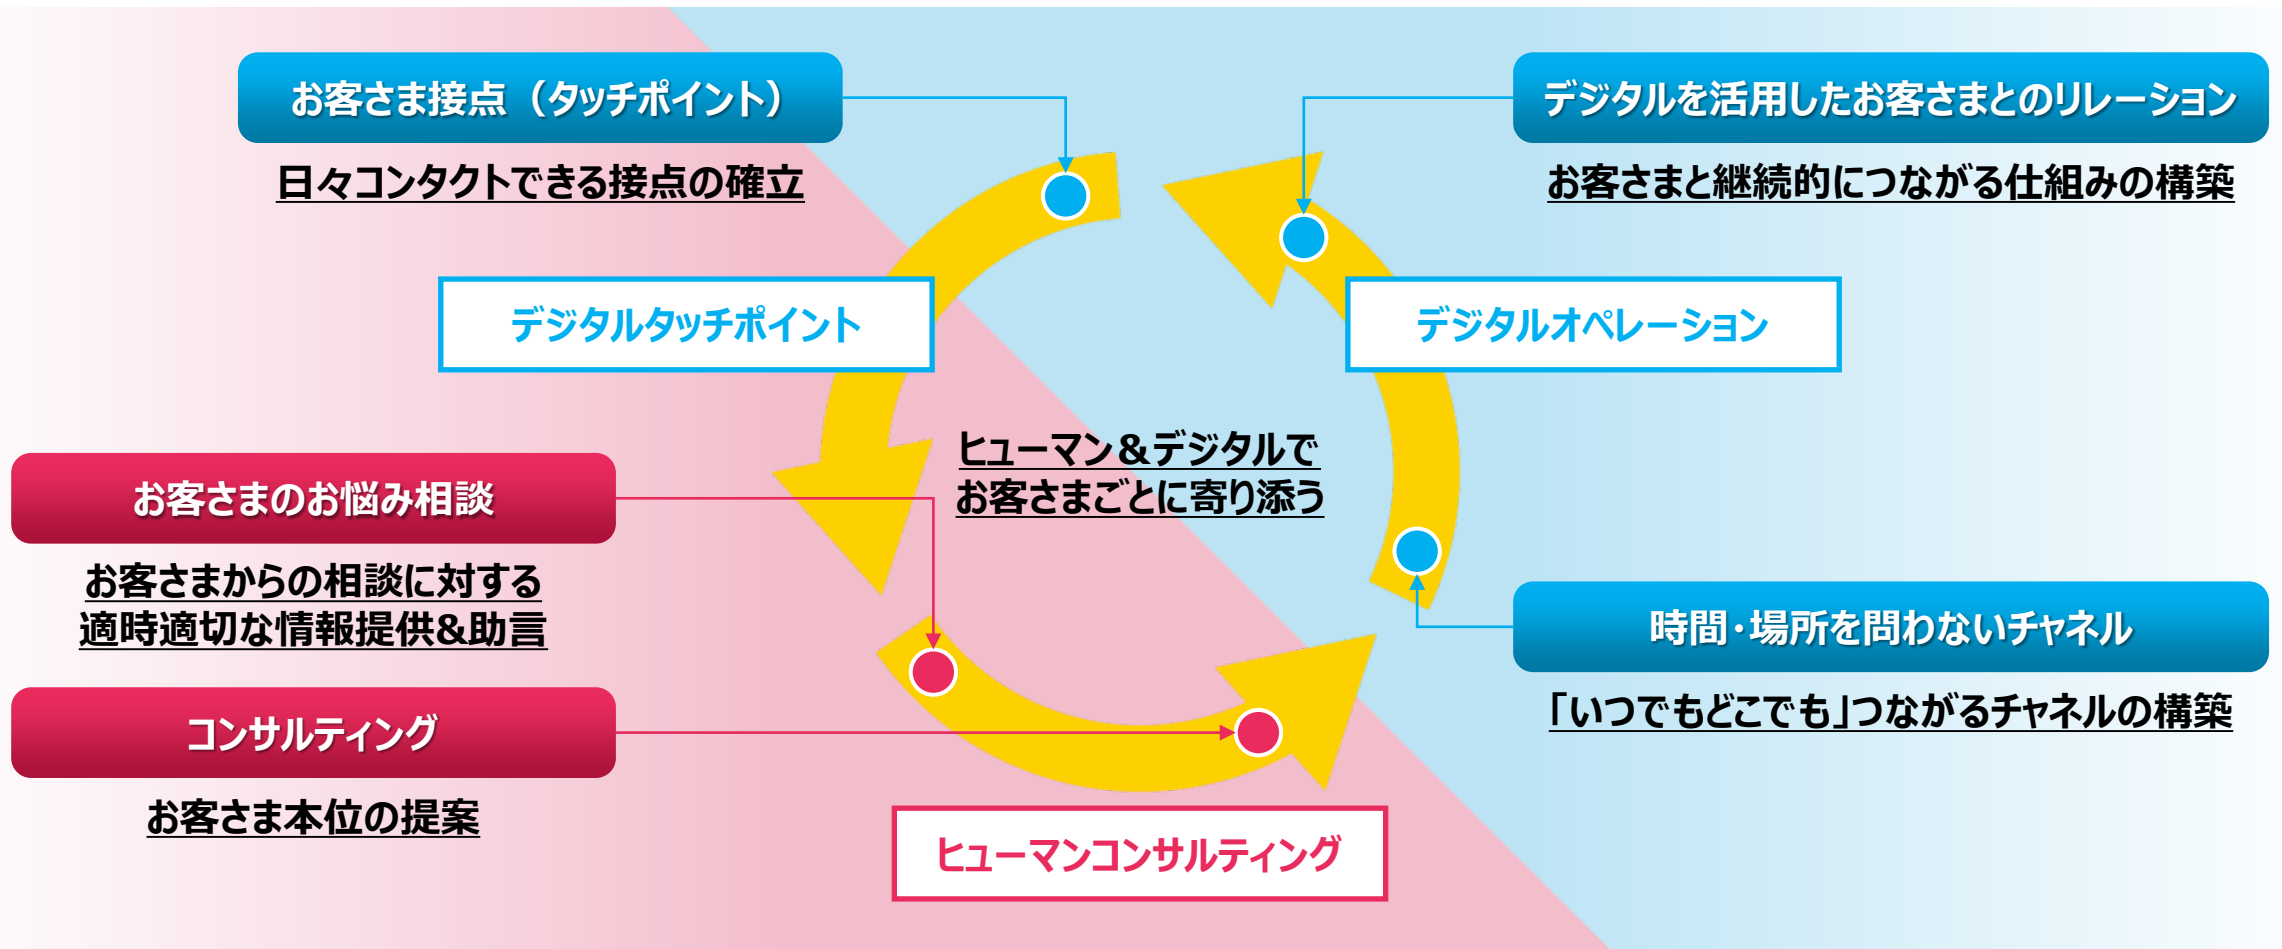 お客さま接点（タッチポイント）
日々コンタクトできる接点の確立
デジタルを活用したお客さまとのリレーション
お客さまと継続的につながる仕組みの構築
デジタルタッチポイント
デジタルオペレーション
ヒューマン＆デジタルで
お客さまごとに寄り添う
お客さまのお悩み相談
お客さまからの相談に対する
適時適切な情報提供&助言
コンサルティング
お客さま本位の提案
時間・場所を問わないチャネル
「いつでもどこでも」つながるチャネルの構築
ヒューマンコンサルティング